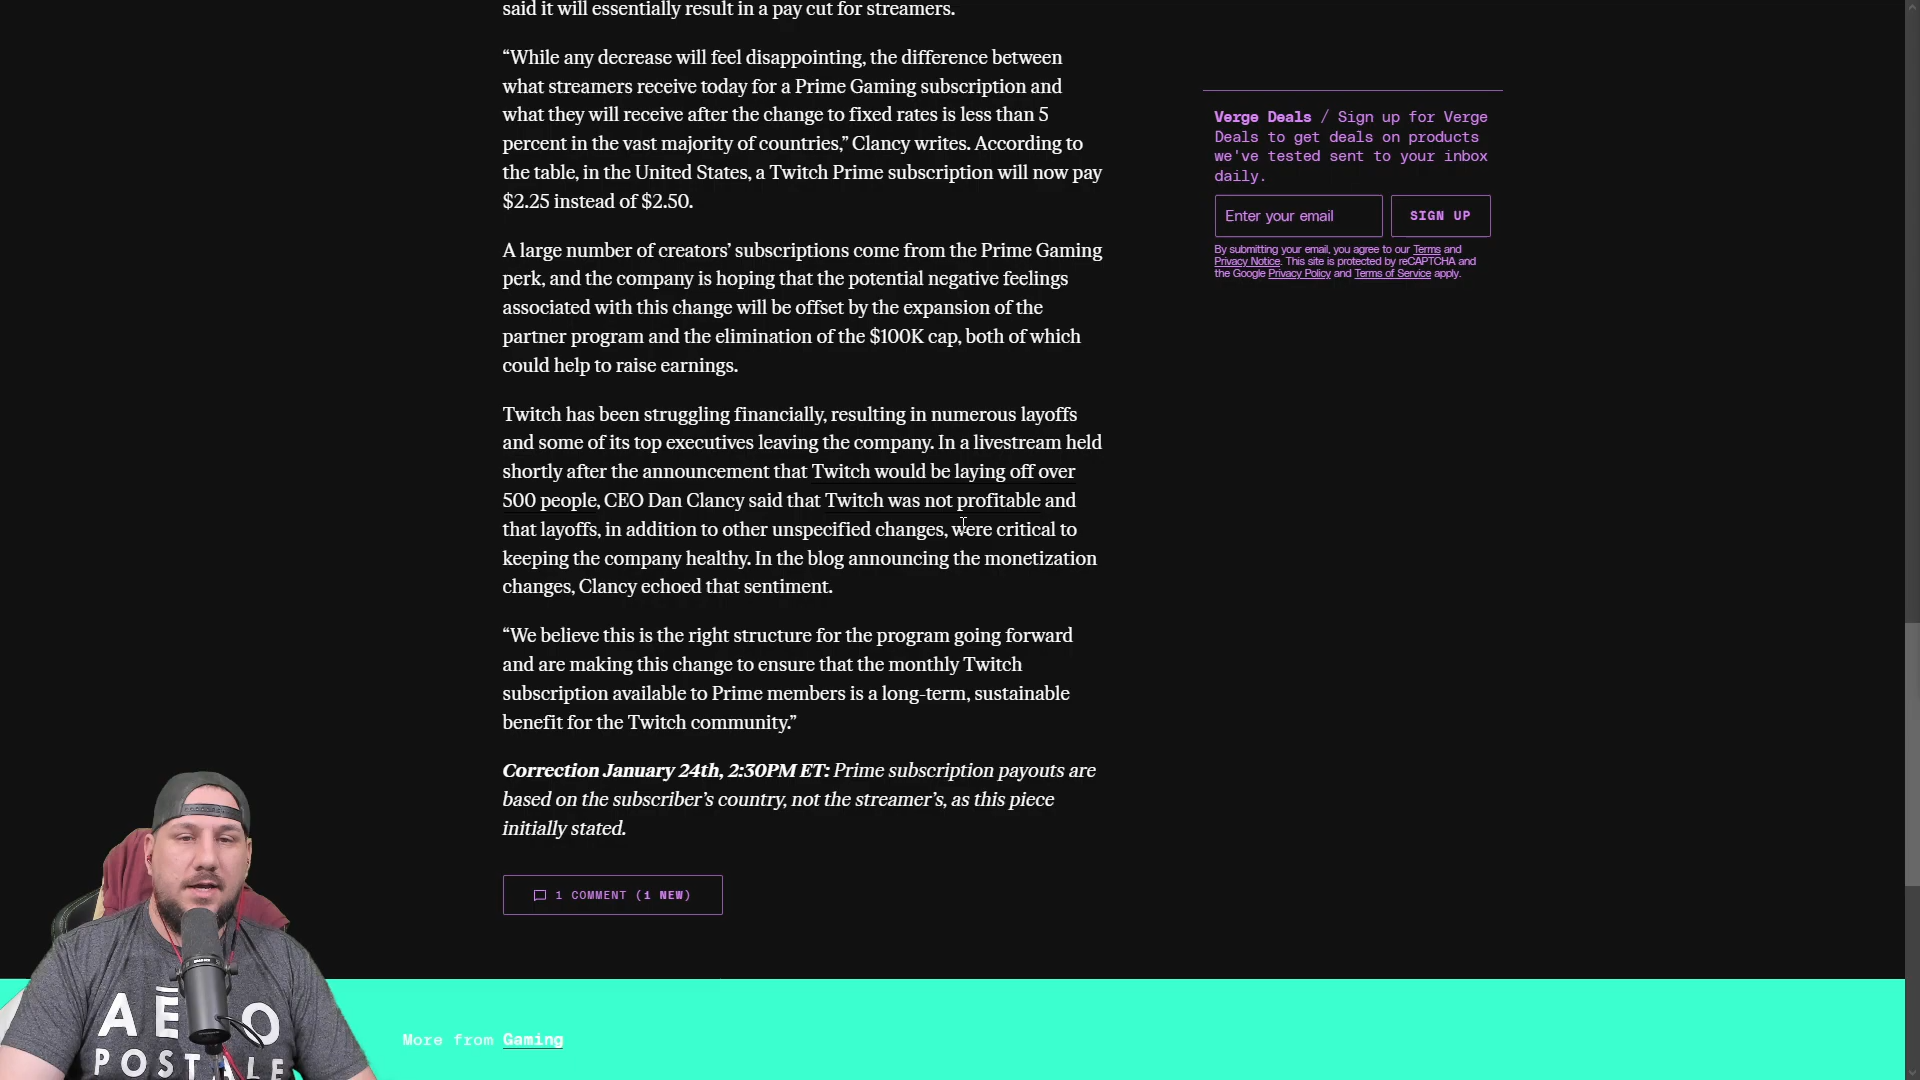 said it will essentially result in a pay cut for streamers.
“While any decrease will feel disappointing, the difference between
what streamers receive today for a Prime Gaming subscription and
what they will receive after the change to fixed rates is less than 5
percent in the vast majority of countries,” Clancy writes. According to
the table, in the United States, a Twitch Prime subscription will now pay
$2.25 instead of $2.50.
A large number of creators’ subscriptions come from the Prime Gaming
perk, and the company is hoping that the potential negative feelings
associated with this change will be offset by the expansion of the
partner program and the elimination of the $100K cap, both of which
could help to raise earnings.
Twitch has been struggling financially, resulting in numerous layoffs
and some of its top executives leaving the company. In a livestream held
shortly after the announcement that Twitch would be laying off over
500 people, CEO Dan Clancy said that Twitch was not profitable and
that layoffs, in addition to other unspecified changes, were critical to
keeping the company healthy. In the blog announcing the monetization
changes, Clancy echoed that sentiment.
“We believe this is the right structure for the program going forward
and are making this change to ensure that the monthly Twitch
subscription available to Prime members is a long-term, sustainable
benefit for the Twitch community.”
Correction January 24th, 2:30PM ET: Prime subscription payouts are
based on the subscriber’s country, not the streamer’s, as this piece
initially stated.
1 COMMENT (1 NEW)
Verge Deals / Sign up for Verge
Deals to get deals on products
we've tested sent to your inbox
daily.
Enter your email
SIGN UP
By submitting your email, you agree to our Terms and
Privacy Notice. This site is protected by reCAPTCHA and
the Google Privacy Policy and Terms of Service apply.
More from Gaming
AĒRO
POSTALE